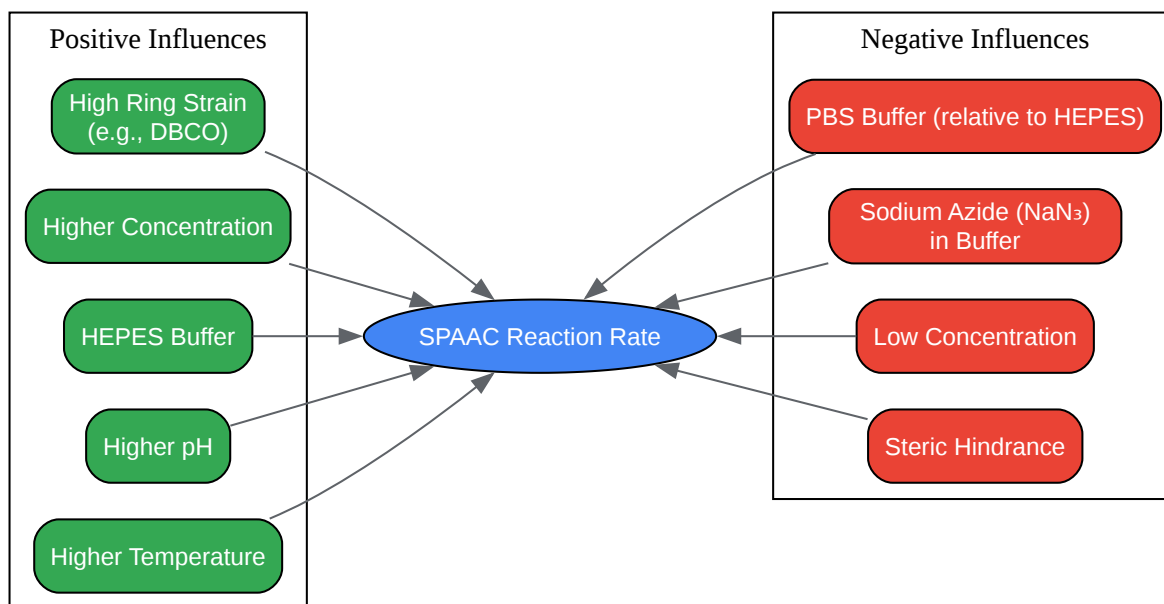 Positive Influences
High Ring Strain
(e.g., DBCO)
Higher Concentration
HEPES Buffer
Higher pH
Higher Temperature
SPAAC Reaction Rate
Negative Influences
PBS Buffer (relative to HEPES)
Sodium Azide (NaN₃)
in Buffer
Low Concentration
Steric Hindrance